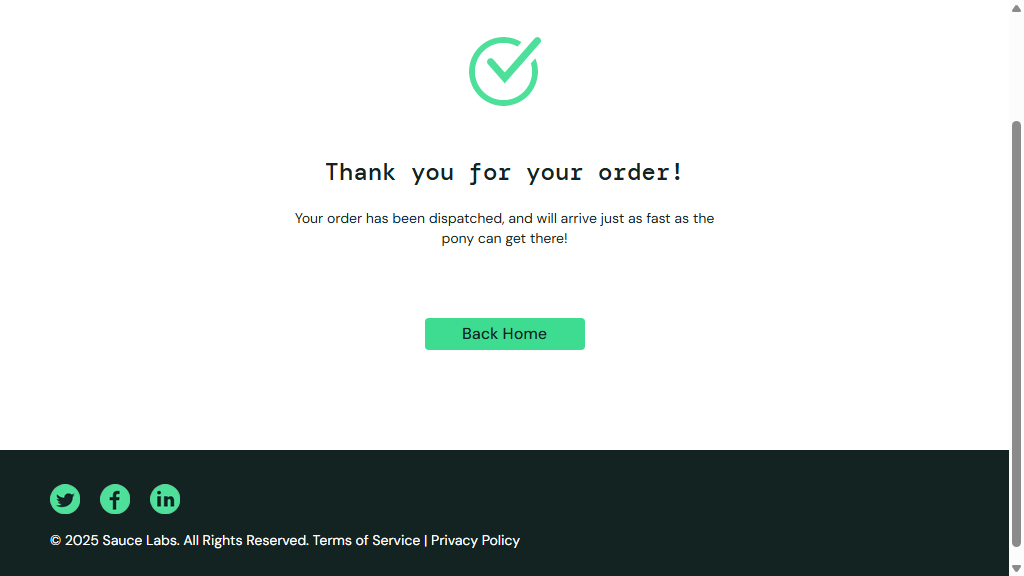 Thank you for your order!
Your order has been dispatched, and will arrive just as fast as the
pony can get there!
Back Home
© 2025 Sauce Labs. All Rights Reserved. Terms of Service | Privacy Policy